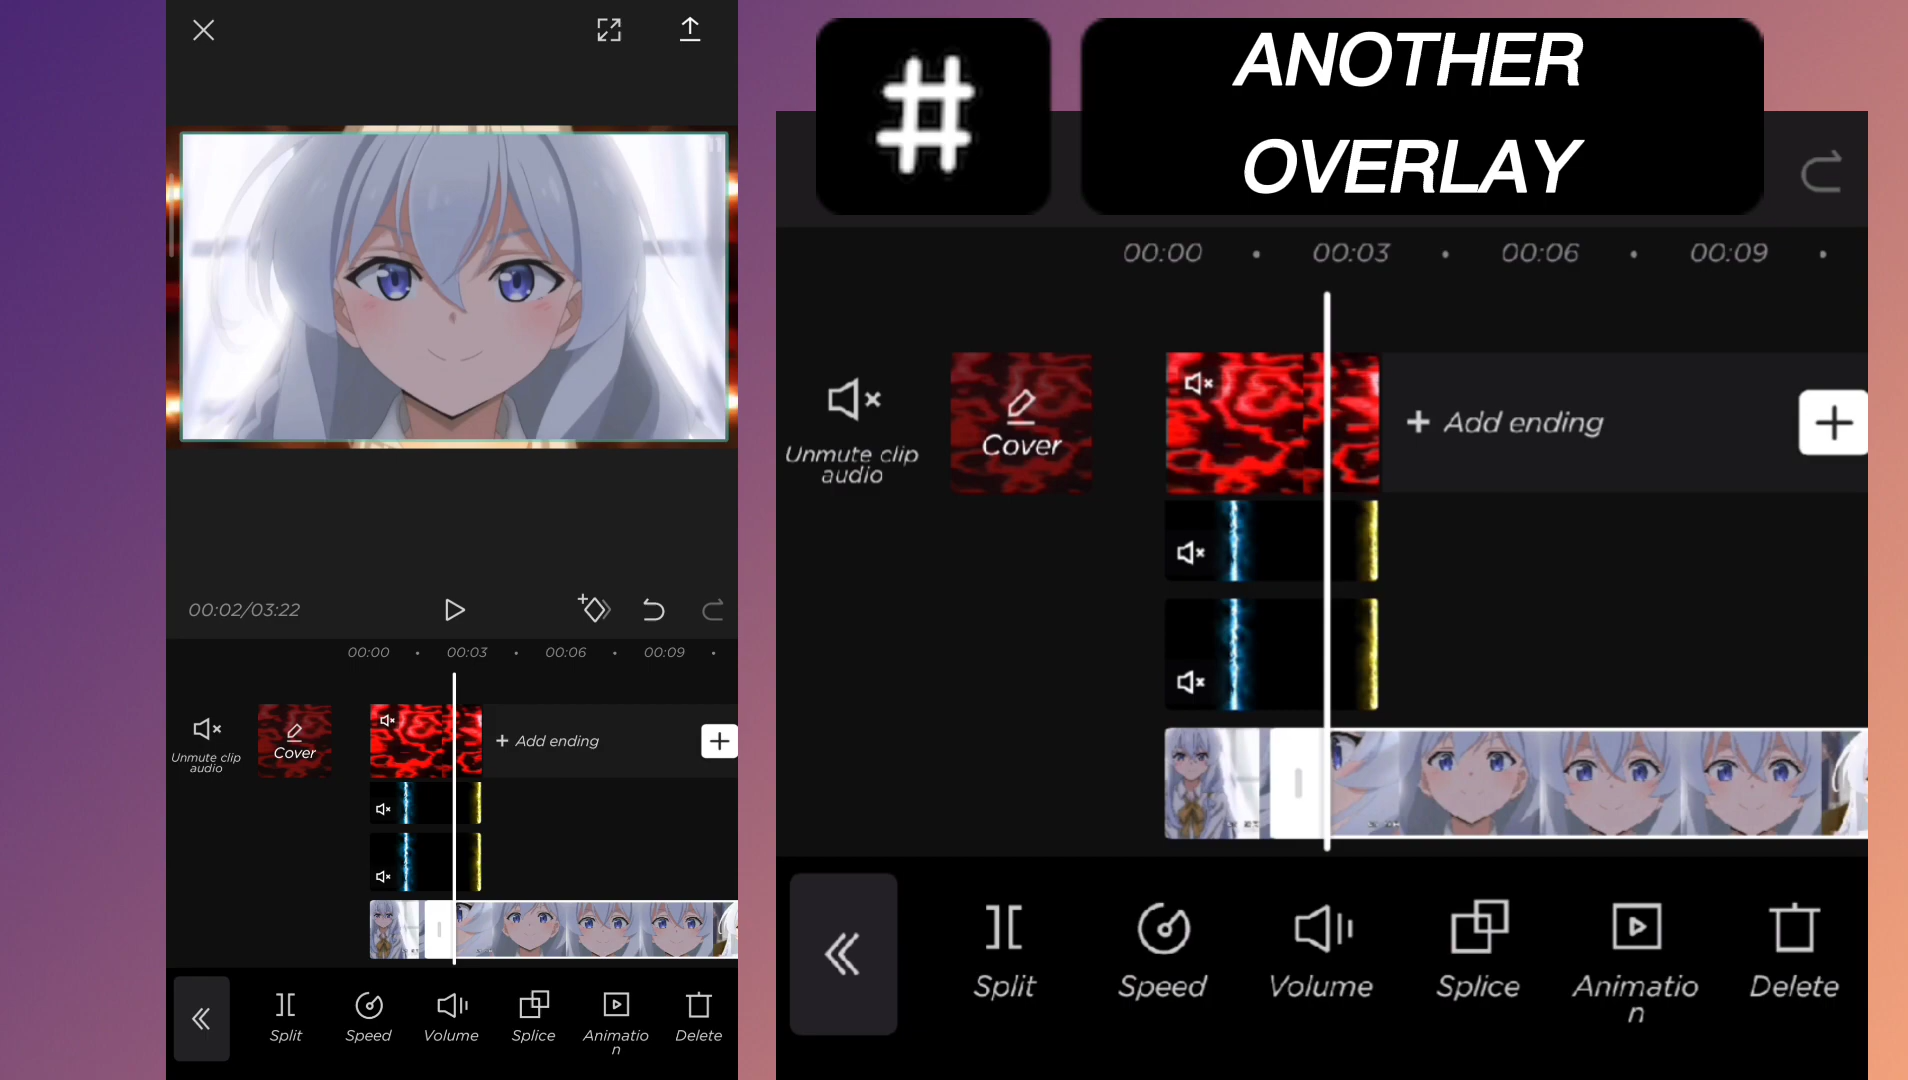 ANOTHER
OVERLAY
00:02/03:22
00:00
00:03
00:06
00:09
Unmute clip
audio
Cover
+ Add ending
Split
Speed
Volume
Splice
Animatio
n
Delete
#
00:00
00:03
00:06
00:09
Unmute clip
audio
Cover
+ Add ending
Split
Speed
Volume
Splice
Animatio
n
Delete